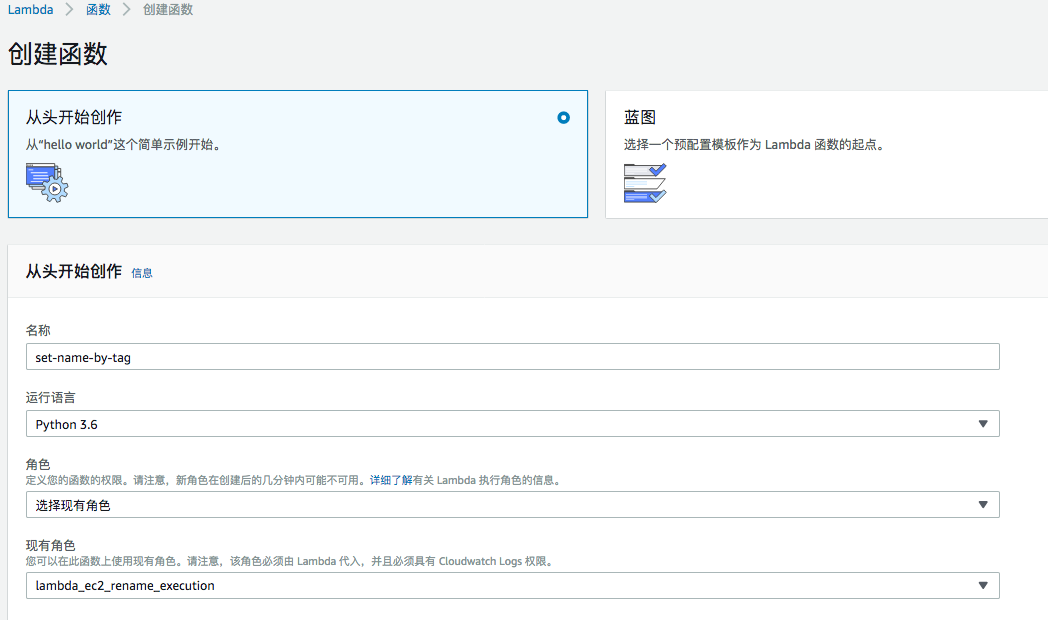 Lambda > 函数 > 创建函数
创建函数
从头开始创作
从“hello world”这个简单示例开始。
蓝图
选择一个预配置模板作为 Lambda 函数的起点。
从头开始创作 信息
名称
set-name-by-tag
运行语言
Python 3.6
角色
定义您的函数的权限。请注意，新角色在创建后的几分钟内可能不可用。详细了解有关 Lambda 执行角色的信息。
选择现有角色
现有角色
您可以在此函数上使用现有角色。请注意，该角色必须由 Lambda 代入，并且必须具有 Cloudwatch Logs 权限。
lambda_ec2_rename_execution